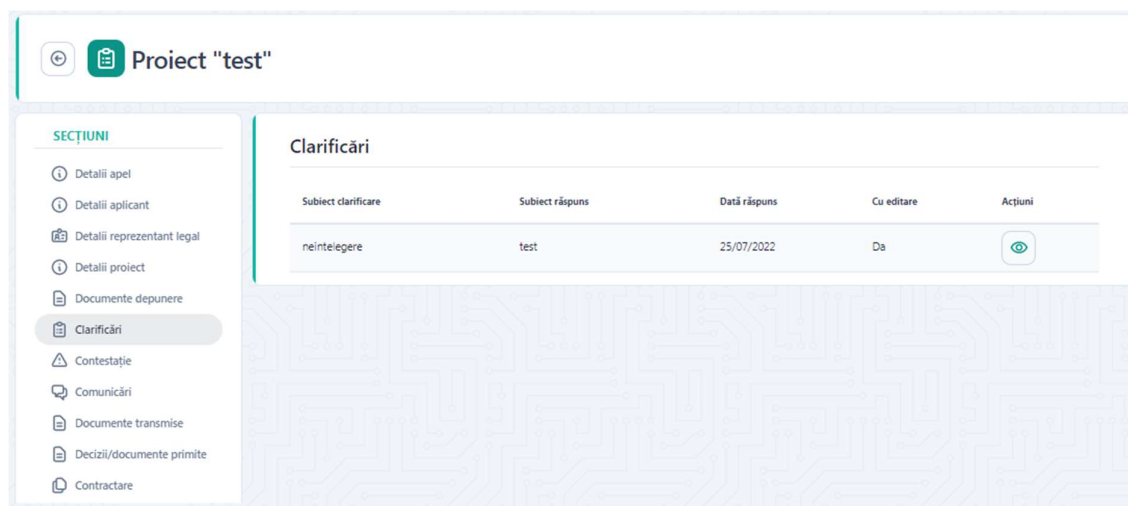 Proiect "test"
SECȚIUNI
Detalii apel
Detalii aplicant
Detalii reprezentant legal
Detalii proiect
Documente depunere
Clarificări
Contestație
Comunicări
Documente transmise
Decizii/documente primite
Contractare
Clarificări
Subiect clarificare Subiect răspuns Dată răspuns Cu editare Acțiuni
neintelegere test 25/07/2022 Da